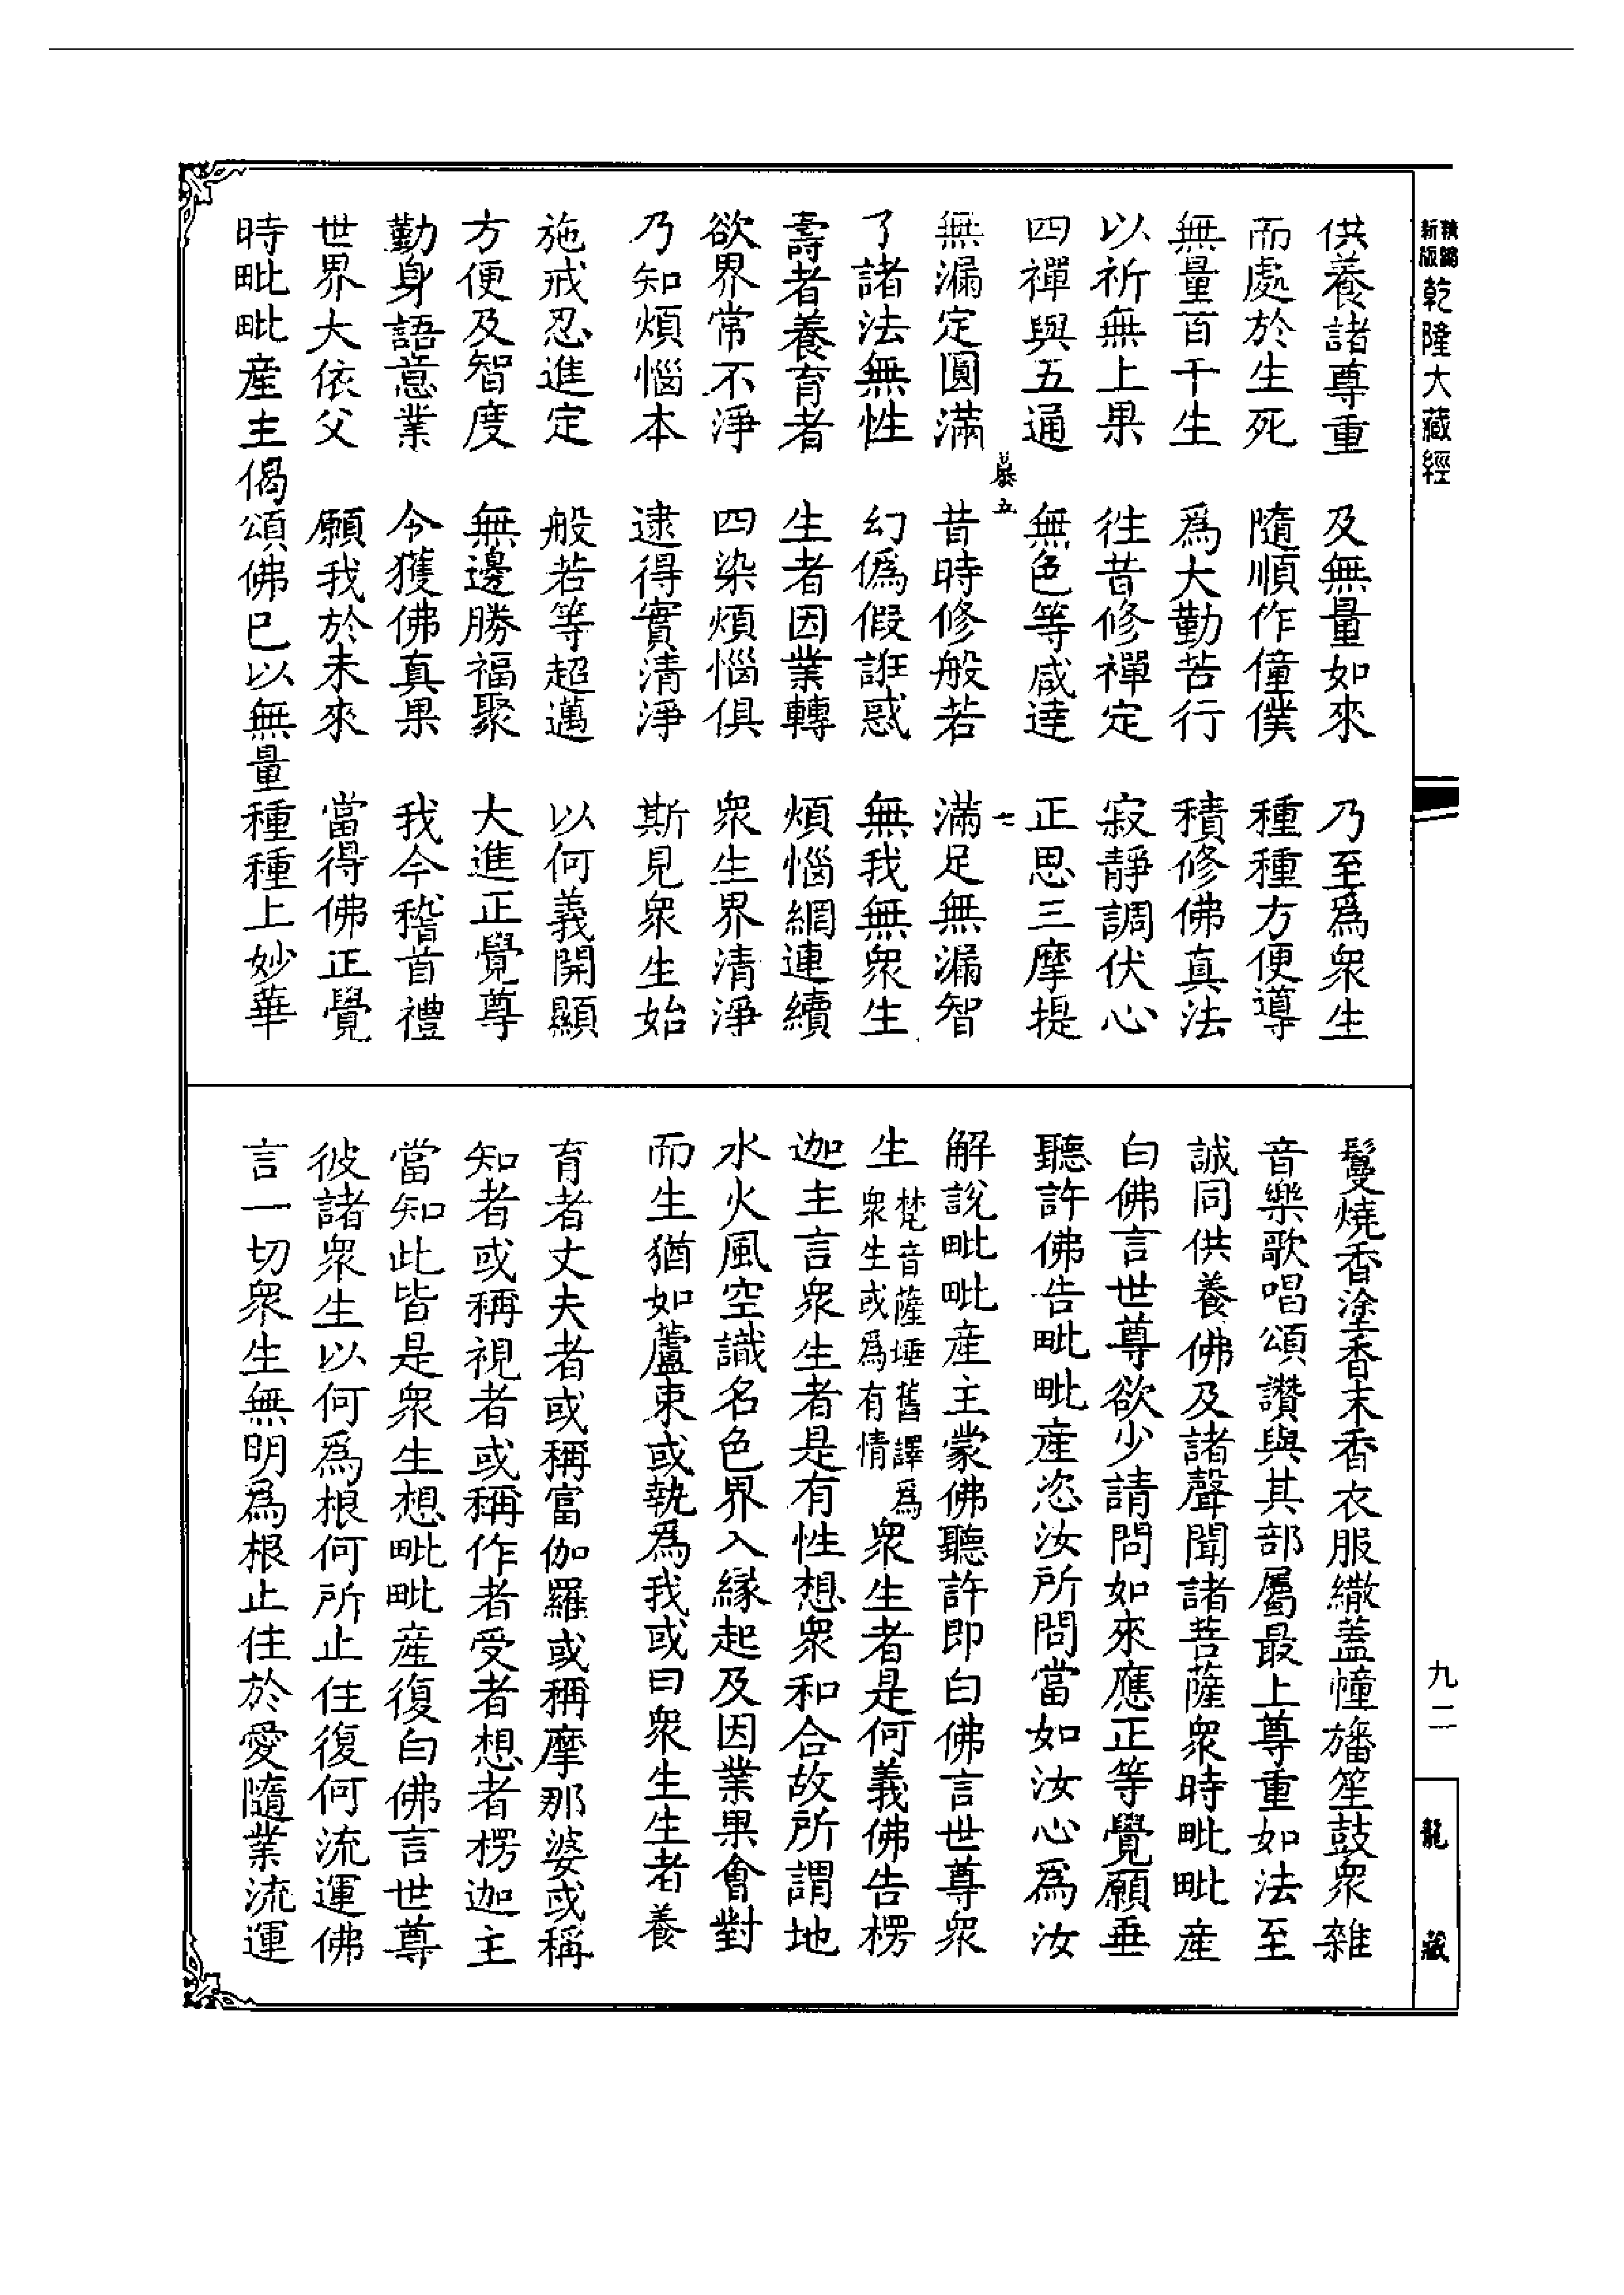 新版
乾隆大藏經
九二
龍藏
供養諸尊重 及無量如來 乃至爲衆生
而處於生死 隨順作僮僕 種種方便導
無量百千生 爲大勤苦行 積修佛真法
以祈無上果 徃昔修禪定 寂靜調伏心
四禪與五通 無色等咸達 正思三摩提
無漏定圓滿 昔時修般若 滿足無漏智
了諸法無性 幻僞假誑惑 無我無衆生
壽者養育者 生者因業轉 煩惱網連續
欲界常不淨 四染煩惱俱 衆生界清淨
乃知煩惱本 逮得實清淨 斯見衆生始
施戒忍進定 般若等超邁 以何義開顯
方便及智度 無邊勝福聚 大進正覺尊
勤身語意業 今獲佛真果 我今稽首禮
世界大依父 願我於未來 當得佛正覺
時毗毗産主偈頌佛已以無量種種上妙華
鬘燒香塗香末香衣服繖蓋幢旛笙鼓衆雜
音樂歌唱頌讚與其部屬最上尊重如法至
誠同供養佛及諸聲聞諸菩薩衆時毗毗産
白佛言世尊欲少請問如來應正等覺願垂
聽許佛告毗毗産恣汝所問當如汝心爲汝
解說毗毗産主蒙佛聽許即白佛言世尊衆
生梵音薩埵舊譯爲衆生或爲有情衆生者是何義佛告楞
迦主言衆生者是有性想衆和合故所謂地
水火風空識名色界入緣起及因業果會對
而生猶如蘆束或執爲我或曰衆生生者養
育者丈夫者或稱富伽羅或稱摩那婆或稱
知者或稱視者或稱作者受者想者楞迦主
當知此皆是衆生想毗毗産復白佛言世尊
彼諸衆生以何爲根何所止住復何流運佛
言一切衆生無明爲根止住於愛隨業流運